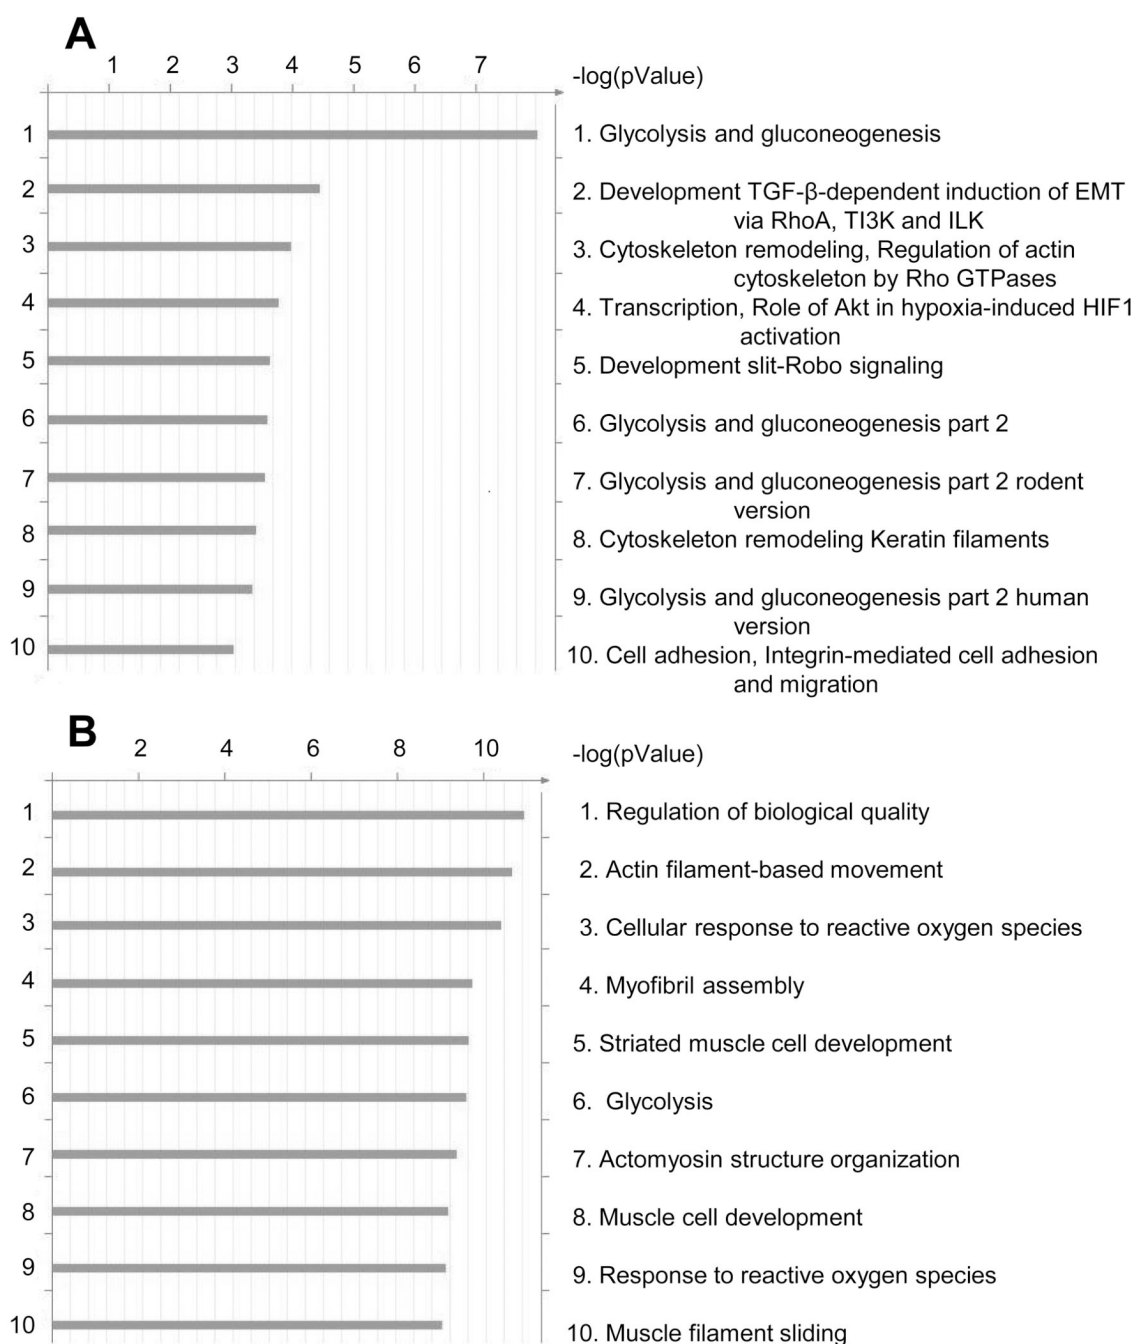 A
1 2 3 4 5 6 7
-log(pValue)
1 1. Glycolysis and gluconeogenesis
2 2. Development TGF-β-dependent induction of EMT
via RhoA, TI3K and ILK
3 3. Cytoskeleton remodeling, Regulation of actin
cytoskeleton by Rho GTPases
4 4. Transcription, Role of Akt in hypoxia-induced HIF1
activation
5 5. Development slit-Robo signaling
6 6. Glycolysis and gluconeogenesis part 2
7 7. Glycolysis and gluconeogenesis part 2 rodent
version
8 8. Cytoskeleton remodeling Keratin filaments
9 9. Glycolysis and gluconeogenesis part 2 human
version
10 10. Cell adhesion, Integrin-mediated cell adhesion
and migration
B
2 4 6 8 10
-log(pValue)
1 1. Regulation of biological quality
2 2. Actin filament-based movement
3 3. Cellular response to reactive oxygen species
4 4. Myofibril assembly
5 5. Striated muscle cell development
6 6. Glycolysis
7 7. Actomyosin structure organization
8 8. Muscle cell development
9 9. Response to reactive oxygen species
10 10. Muscle filament sliding